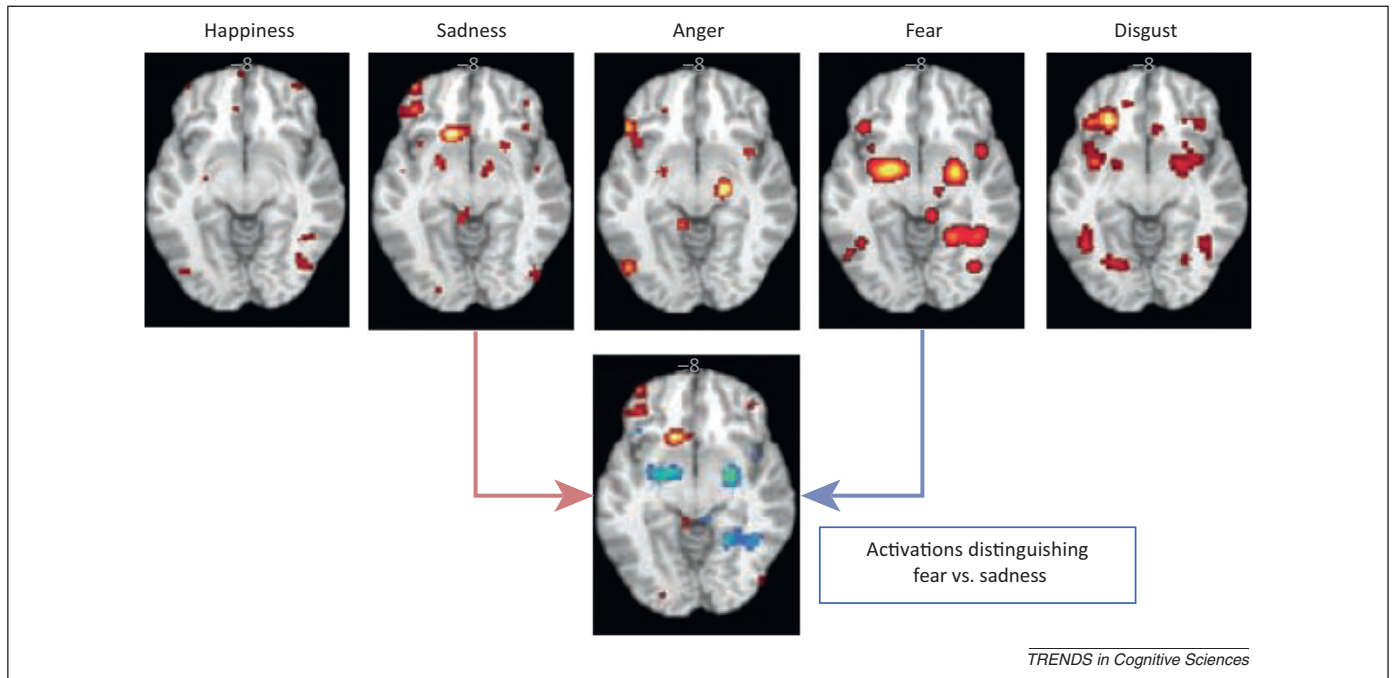 Happiness
Sadness
Anger
Fear
Disgust
–8
–8
–8
–8
–8
–8
Activations distinguishing
fear vs. sadness
TRENDS in Cognitive Sciences